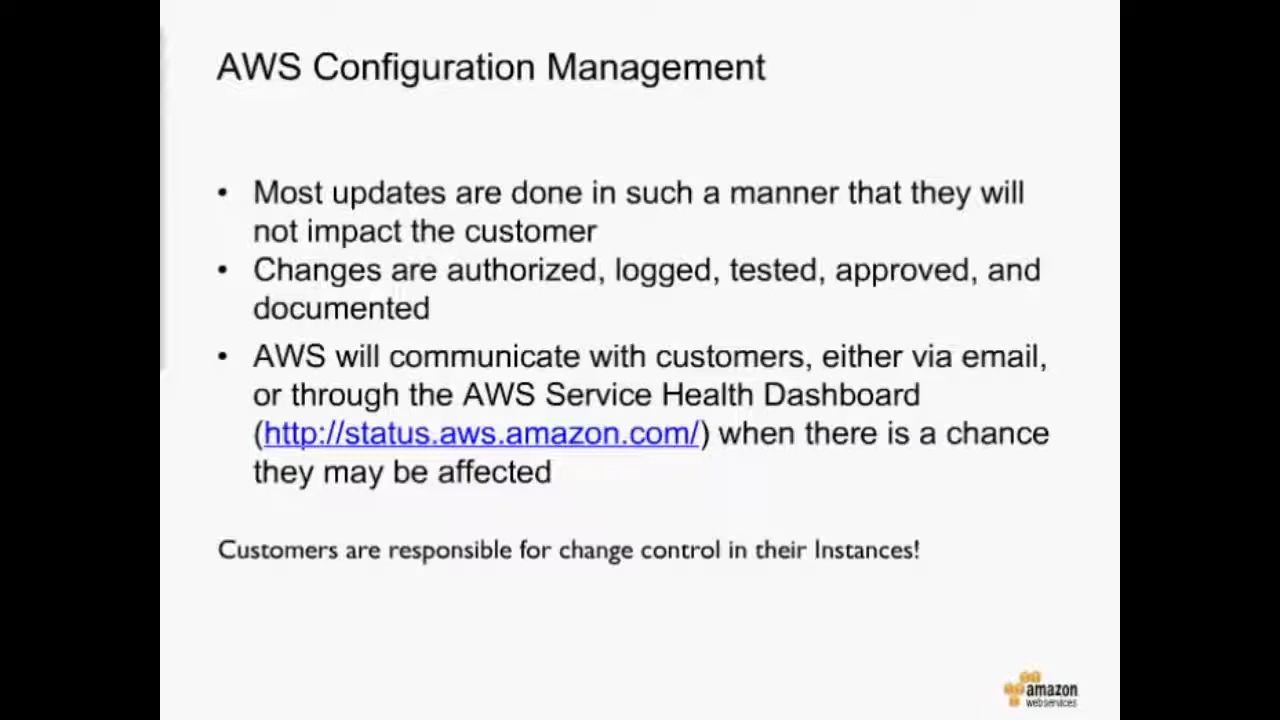 AWS Configuration Management
• Most updates are done in such a manner that they will
not impact the customer
• Changes are authorized, logged, tested, approved, and
documented
• AWS will communicate with customers, either via email,
or through the AWS Service Health Dashboard
(http://status.aws.amazon.com/) when there is a chance
they may be affected
Customers are responsible for change control in their Instances!
amazon
webservices